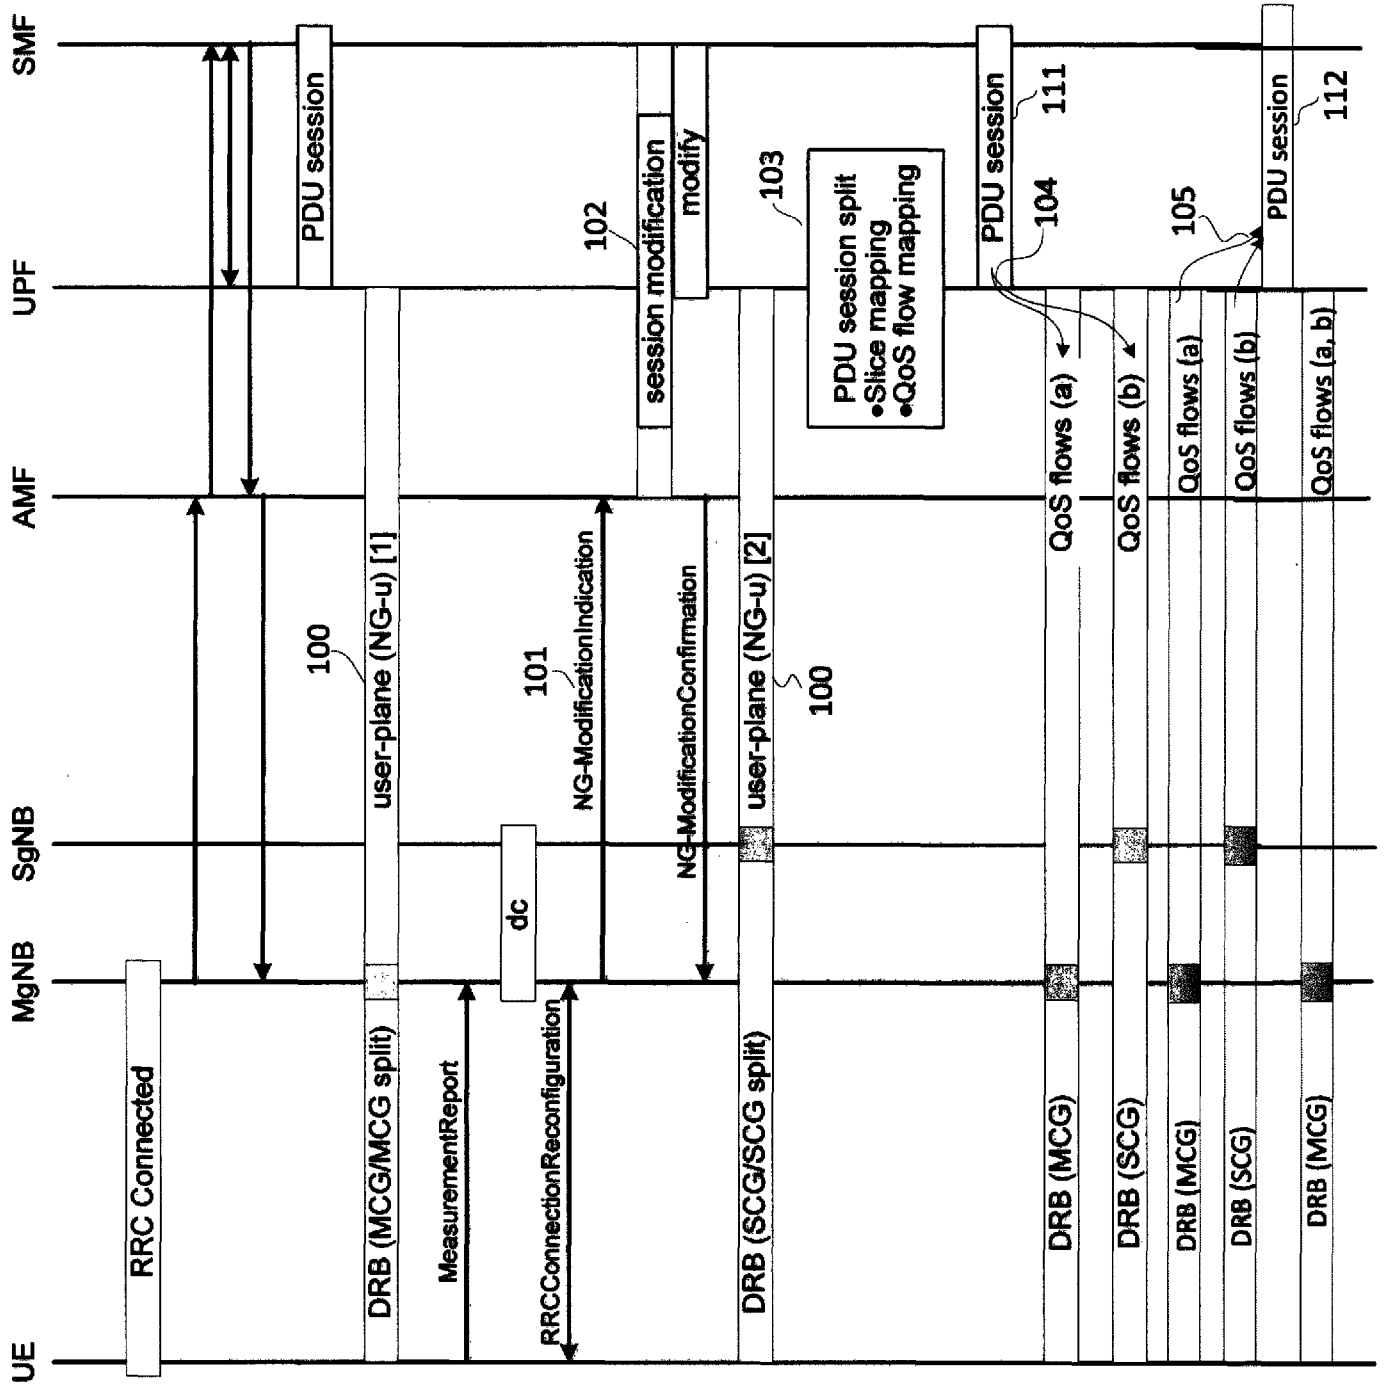 UE
MgNB
SgNB
AMF
UPF
SMF
RRC Connected
PDU session
DRB (MCG/MCG split)
user-plane (NG-u) [1]
100
MeasurementReport
dc
RRCConnectionReconfiguration
101
NG-ModificationIndication
102
session modification
modify
NG-ModificationConfirmation
DRB (SCG/SCG split)
user-plane (NG-u) [2]
100
103
PDU session split
•Slice mapping
•QoS flow mapping
PDU session
111
104
DRB (MCG)
QoS flows (a)
DRB (SCG)
QoS flows (b)
DRB (MCG)
QoS flows (a)
105
DRB (SCG)
QoS flows (b)
PDU session
112
DRB (MCG)
QoS flows (a, b)